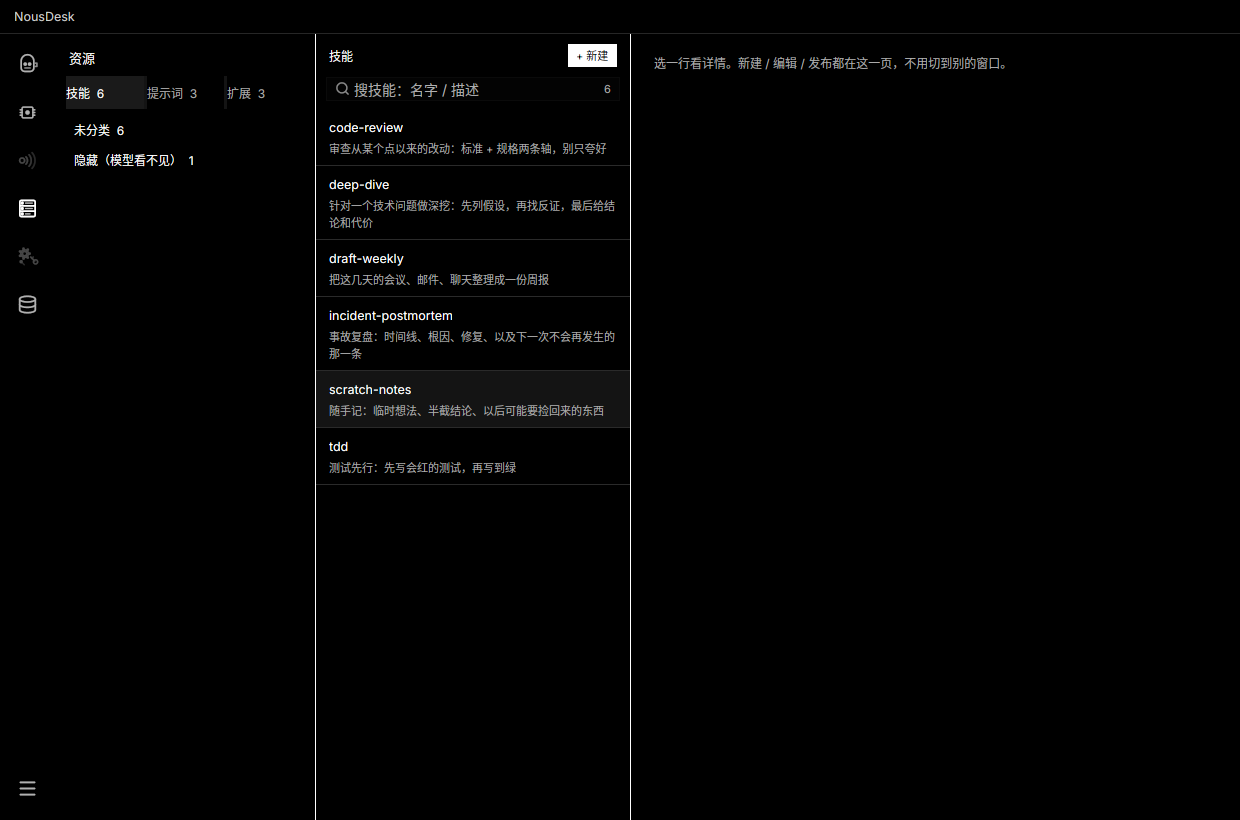 NousDesk
资源
技能 6 提示词 3 扩展 3
未分类 6
隐藏（模型看不见） 1
技能
+ 新建
搜技能：名字 / 描述 6
code-review
审查从某个点以来的改动：标准 + 规格两条轴，别只夸好
deep-dive
针对一个技术问题做深挖：先列假设，再找反证，最后给结
论和代价
draft-weekly
把这几天的会议、邮件、聊天整理成一份周报
incident-postmortem
事故复盘：时间线、根因、修复、以及下一次不会再发生的
那一条
scratch-notes
随手记：临时想法、半截结论、以后可能要捡回来的东西
tdd
测试先行：先写会红的测试，再写到绿
选一行看详情。新建 / 编辑 / 发布都在这一页，不用切到别的窗口。